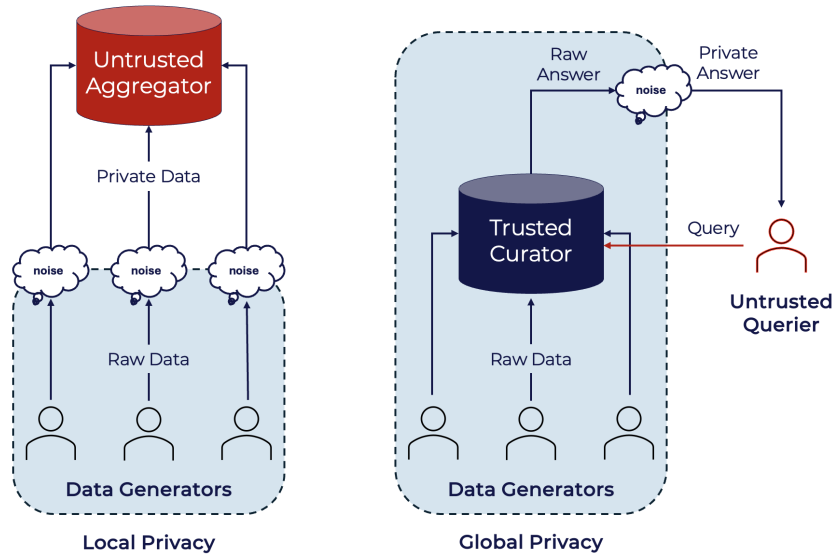 Untrusted
Aggregator
Private Data
noise
noise
noise
Raw Data
Data Generators
Local Privacy
Raw
Answer
noise
Private
Answer
Trusted
Curator
Query
Untrusted
Querier
Raw Data
Data Generators
Global Privacy